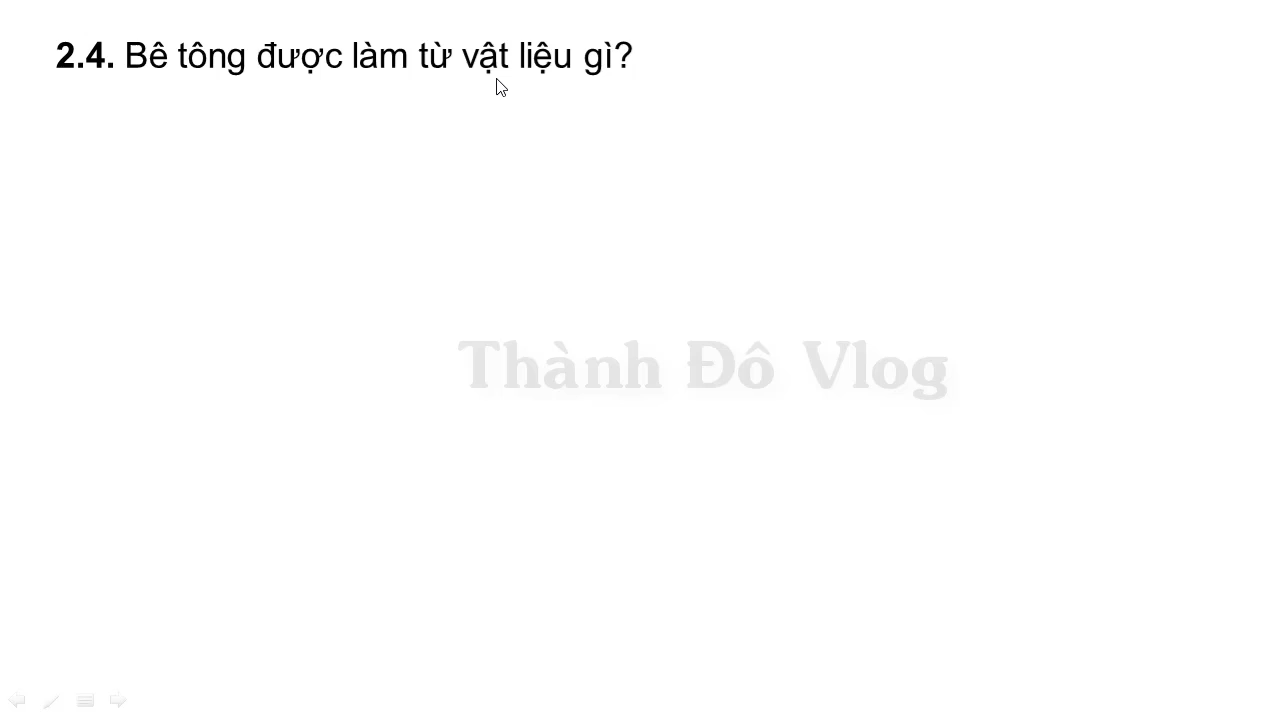 2.4. Bê tông được làm từ vật liệu gì?
Thành Đô Vlog